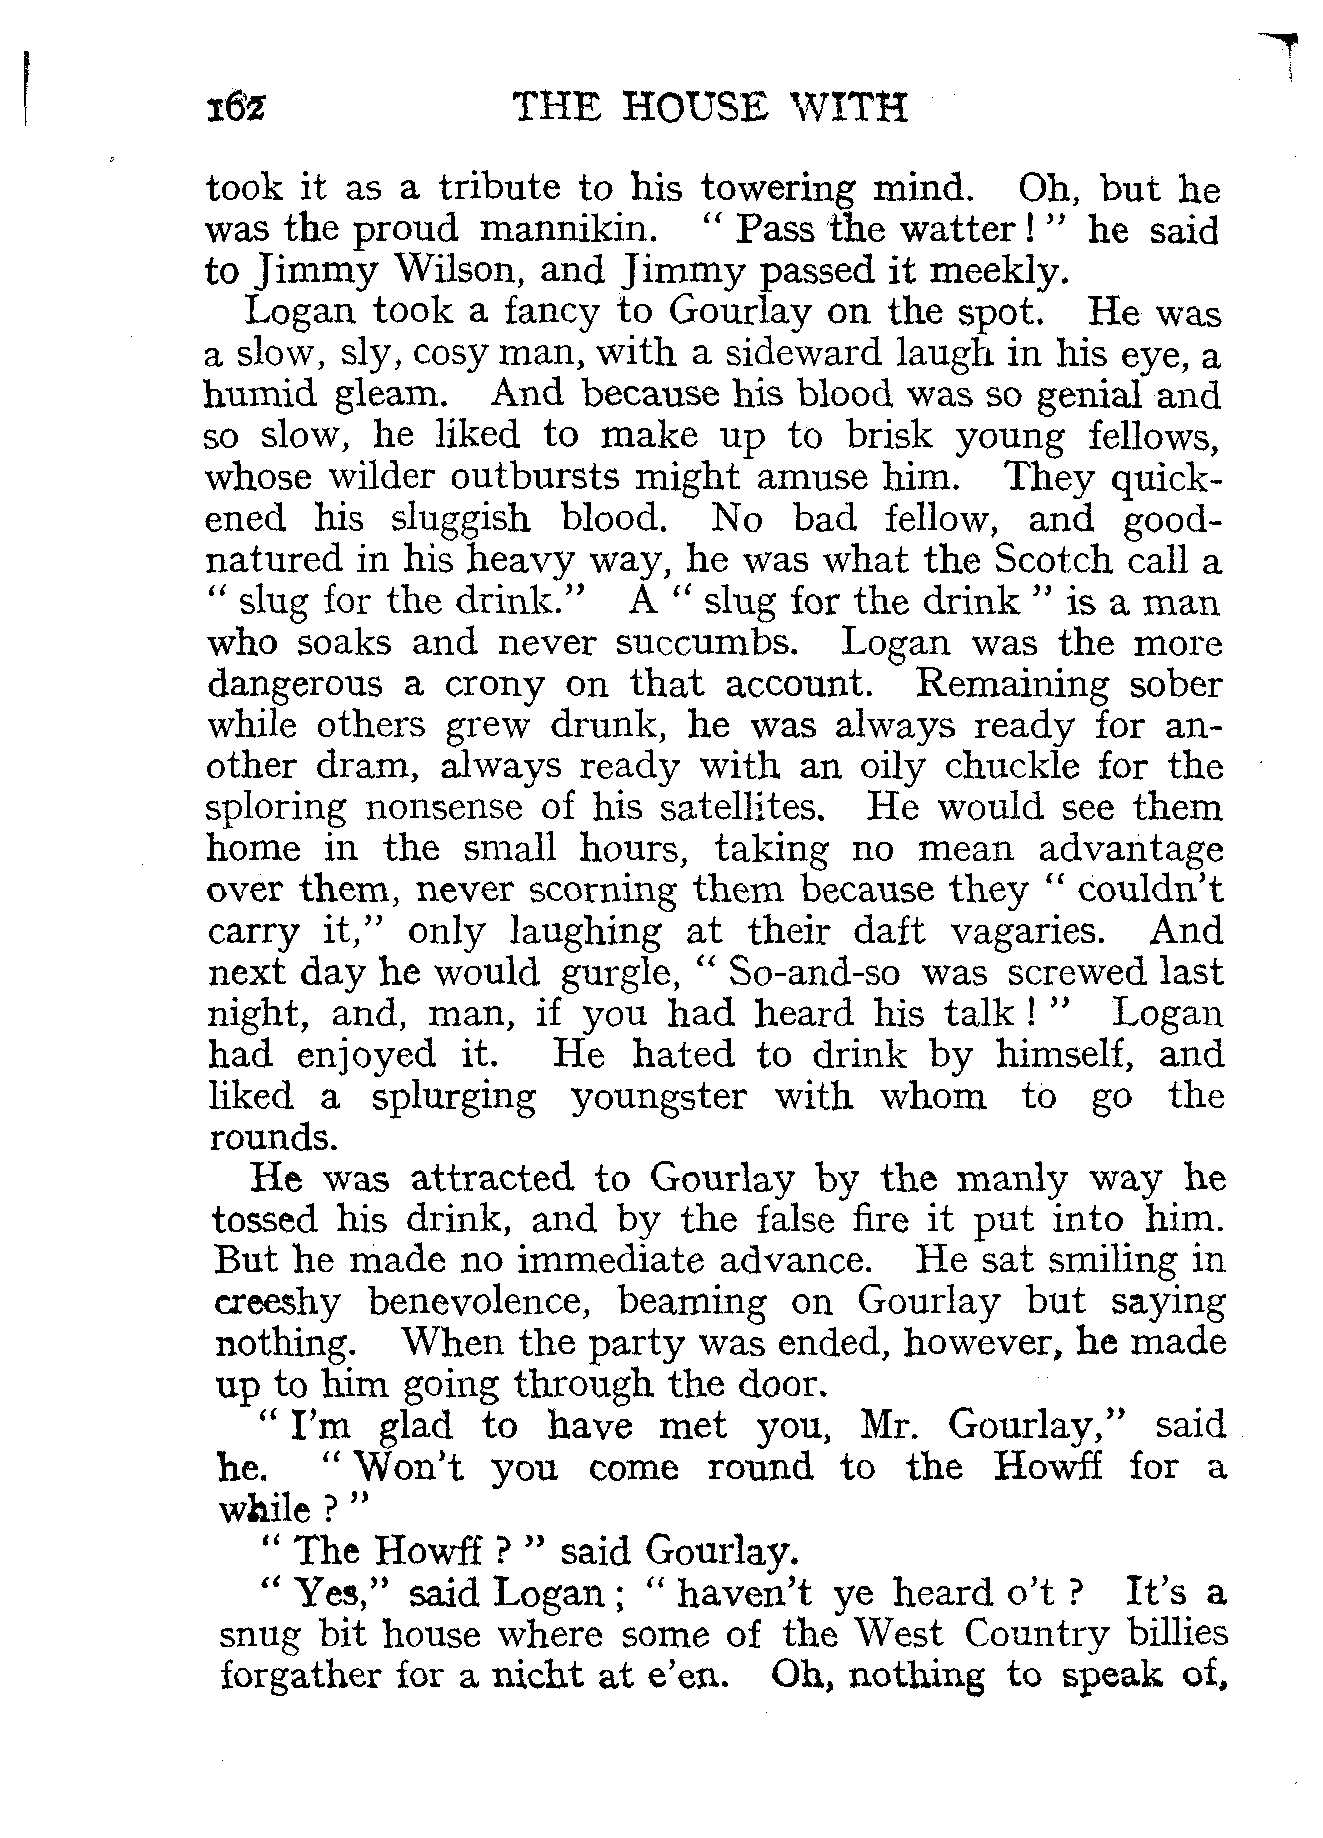 162 THE HOUSE WITH
took it as a tribute to his towering mind. Oh, but he
was the proud mannikin. “ Pass the watter ! ” he said
to Jimmy Wilson, and Jimmy passed it meekly.
Logan took a fancy to Gourlay on the spot. He was
a slow, sly, cosy man, with a sideward laugh in his eye, a
humid gleam. And because his blood was so genial and
so slow, he liked to make up to brisk young fellows,
whose wilder outbursts might amuse him. They quick-
ened his sluggish blood. No bad fellow, and good-
natured in his heavy way, he was what the Scotch call a
“ slug for the drink.” A “ slug for the drink ” is a man
who soaks and never succumbs. Logan was the more
dangerous a crony on that account. Remaining sober
while others grew drunk, he was always ready for an-
other dram, always ready with an oily chuckle for the
sploring nonsense of his satellites. He would see them
home in the small hours, taking no mean advantage
over them, never scorning them because they “ couldn’t
carry it,” only laughing at their daft vagaries. And
next day he would gurgle, “ So-and-so was screwed last
night, and, man, if you had heard his talk ! ” Logan
had enjoyed it. He hated to drink by himself, and
liked a splurging youngster with whom to go the
rounds.
He was attracted to Gourlay by the manly way he
tossed his drink, and by the false fire it put into him.
But he made no immediate advance. He sat smiling in
creeshy benevolence, beaming on Gourlay but saying
nothing. When the party was ended, however, he made
up to him going through the door.
“ I’m glad to have met you, Mr. Gourlay,” said
he. “ Won’t you come round to the Howff for a
while ? ”
“ The Howff ? ” said Gourlay.
“ Yes,” said Logan ; “ haven’t ye heard o’t ? It’s a
snug bit house where some of the West Country billies
forgather for a nicht at e’en. Oh, nothing to speak of,